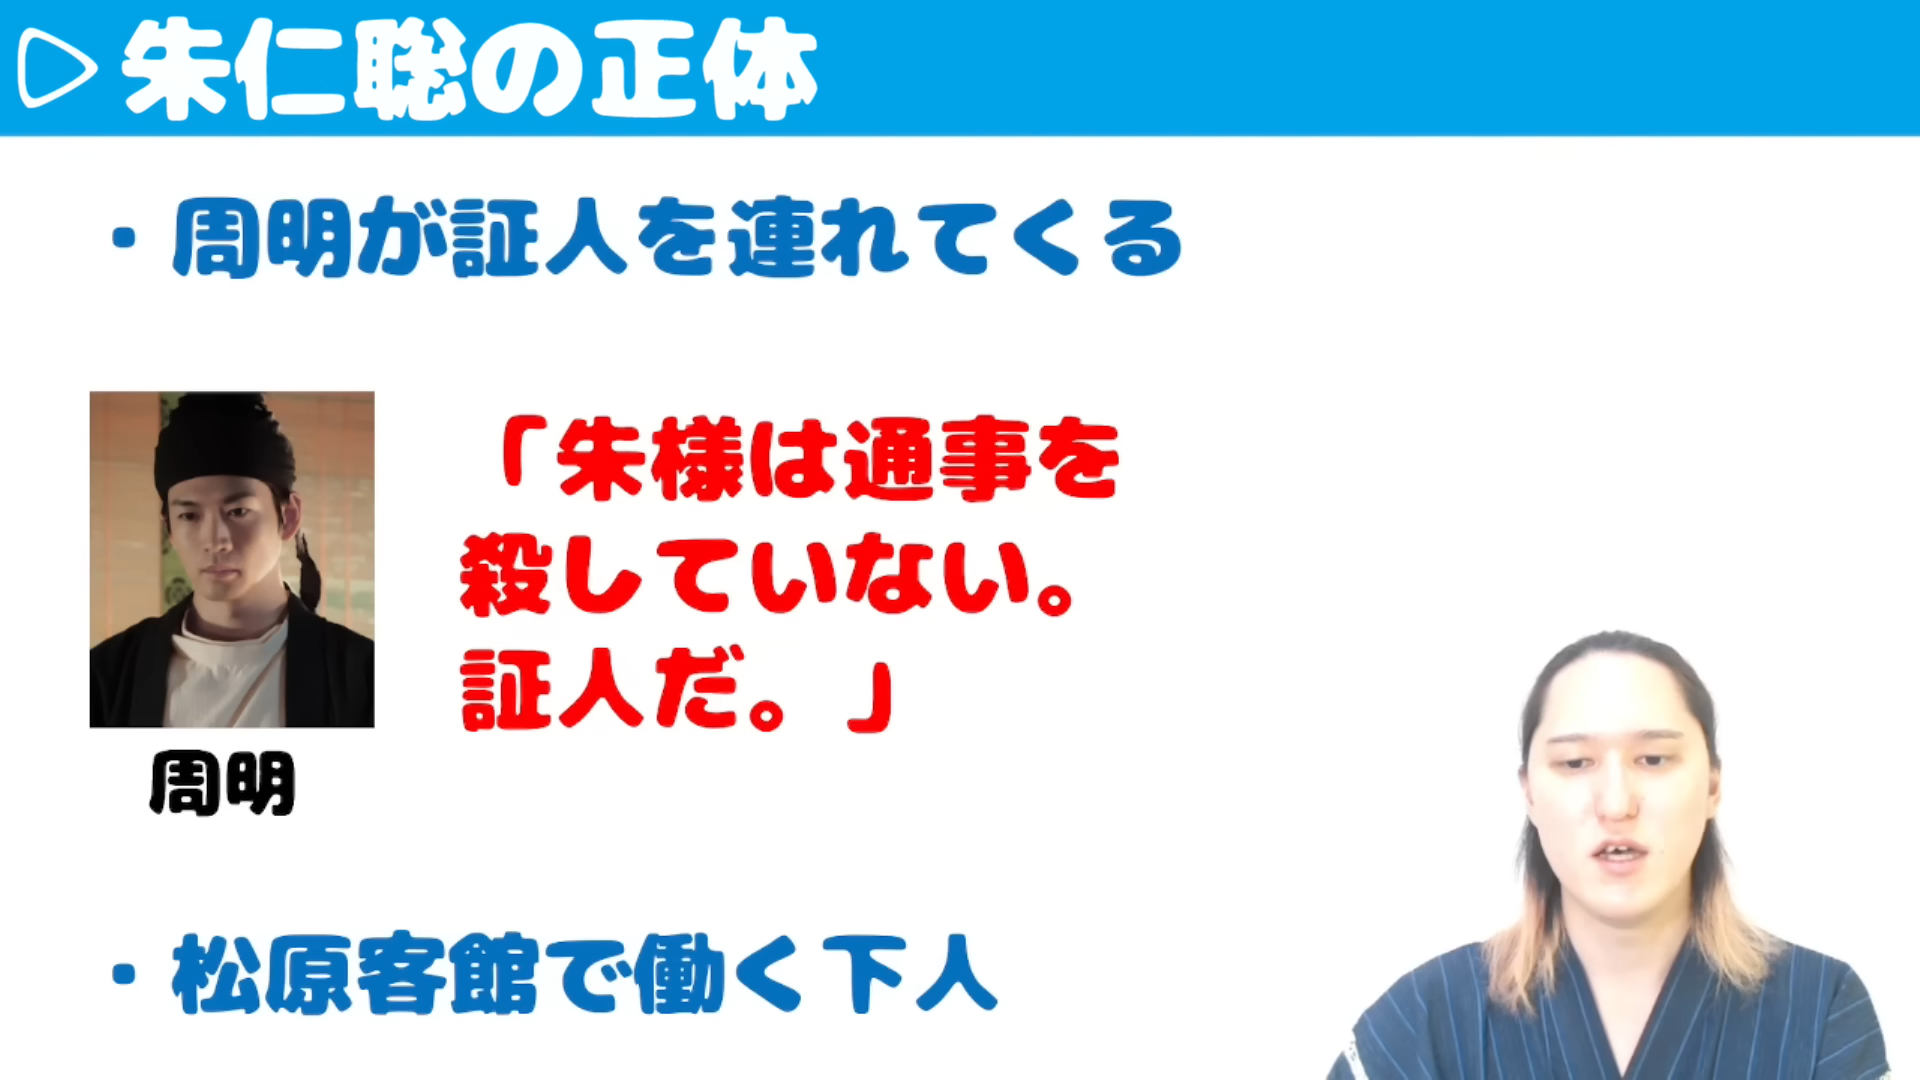 朱仁聡の正体
・周明が証人を連れてくる
「朱様は通事を
殺していない。
証人だ。」
周明
・松原客館で働く下人